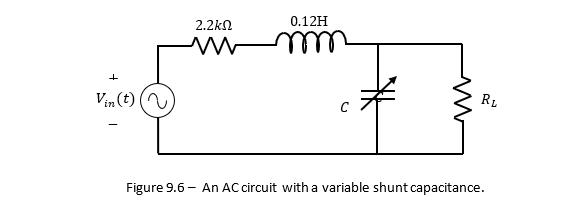 2.2kΩ
0.12H
+
V_in(t)
−
C
R_L
Figure 9.6 – An AC circuit with a variable shunt capacitance.